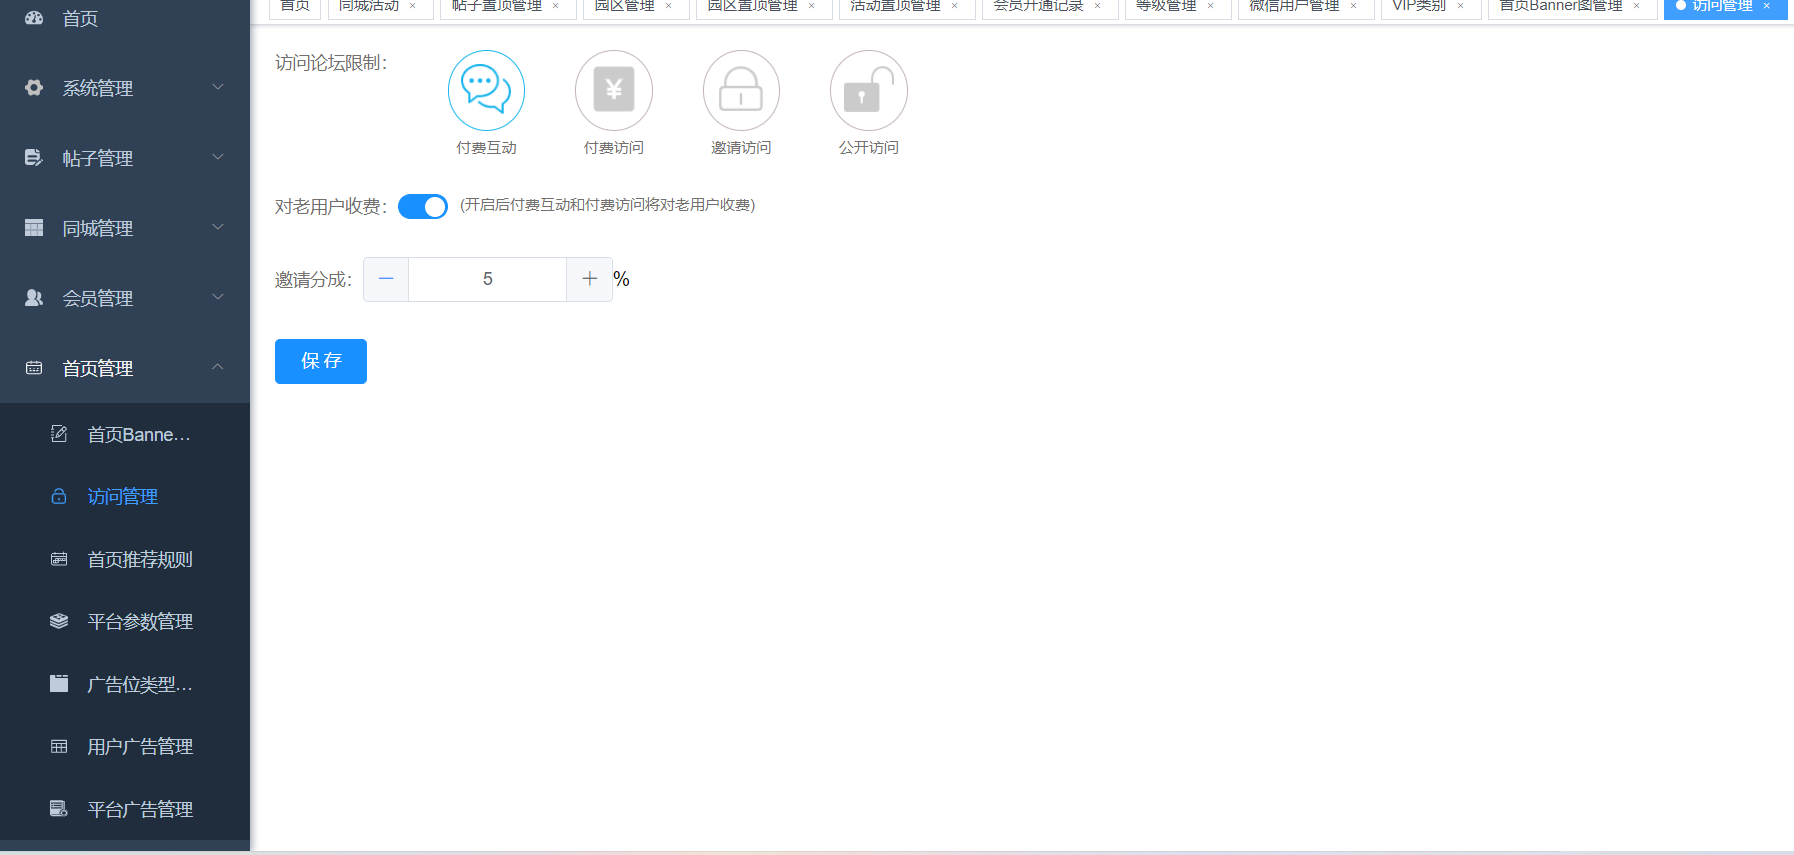 首页
系统管理
帖子管理
同城管理
会员管理
首页管理
首页Banne...
访问管理
首页推荐规则
平台参数管理
广告位类型...
用户广告管理
平台广告管理
首页 同城活动 × 帖子置顶管理 × 园区管理 × 园区置顶管理 × 活动置顶管理 × 会员开通记录 × 等级管理 × 微信用户管理 × VIP类别 × 首页Banner图管理 × 访问管理 ×
访问论坛限制：
付费互动 付费访问 邀请访问 公开访问
对老用户收费： (开启后付费互动和付费访问将对老用户收费)
邀请分成： 5 %
保存